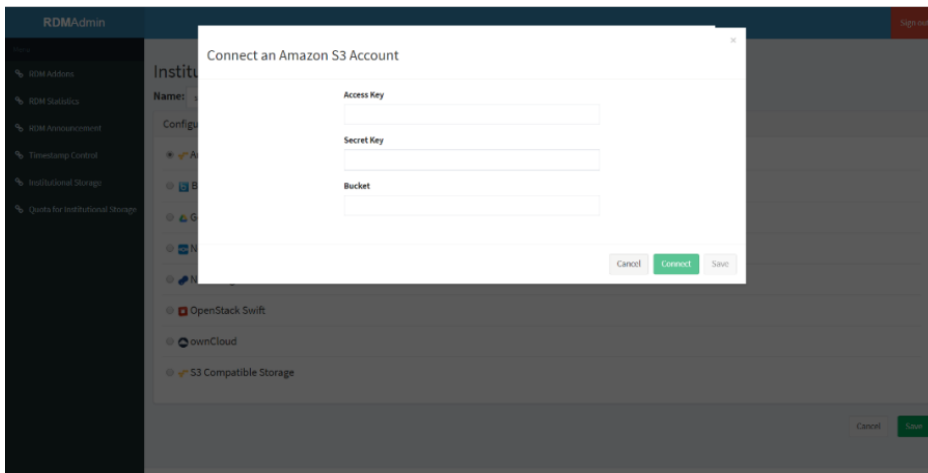 RDMAdmin
Sign out
Menu
RDM Addons
RDM Statistics
RDM Announcement
Timestamp Control
Institutional Storage
Quota for Institutional Storage
Institu
Name:
Configu
A
B
G
N
N
OpenStack Swift
ownCloud
S3 Compatible Storage
Cancel
Save
Connect an Amazon S3 Account
×
Access Key
Secret Key
Bucket
Cancel
Connect
Save